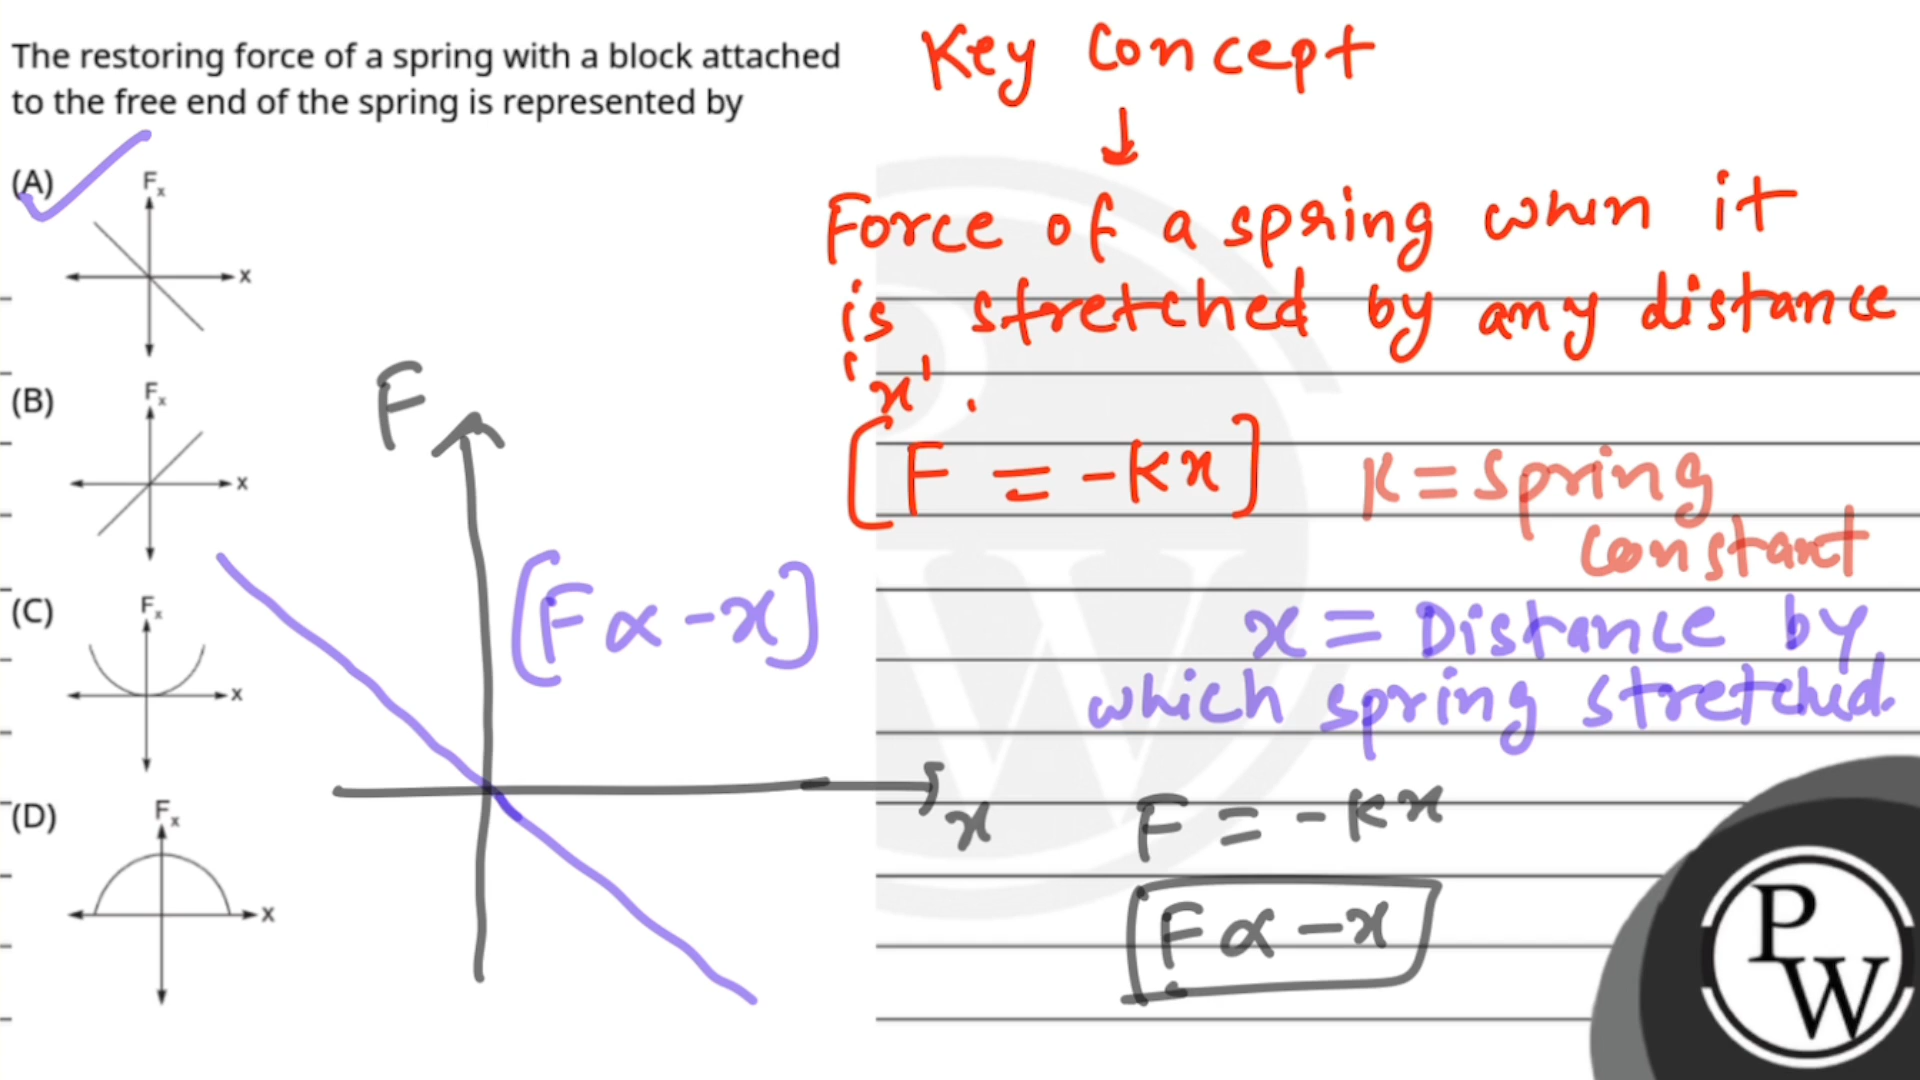 The restoring force of a spring with a block attached
to the free end of the spring is represented by
(A)
Fx
x
(B)
Fx
x
(C)
Fx
x
(D)
Fx
x
F
[F α -x]
x
Key Concept
↓
Force of a spring when it
is stretched by any distance
'x'.
[F = -Kx]
K = Spring
constant
x = Distance by
which spring stretched.
F = -Kx
F α -x
PW
PW